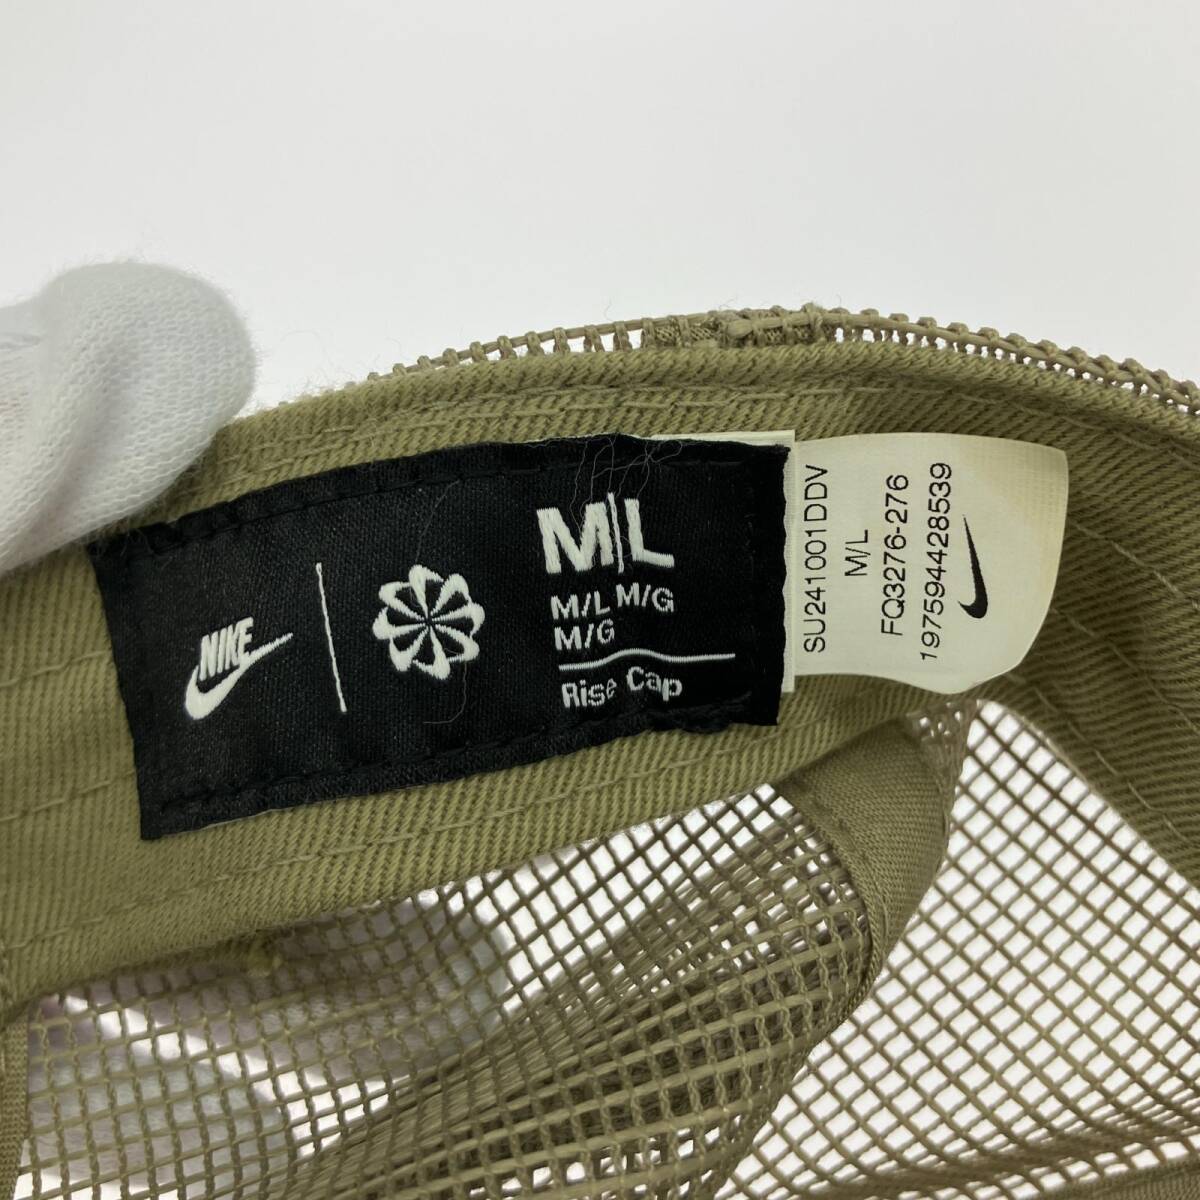 NIKE
M|L
M/L M/G
M/G
Rise Cap
SU241001DDV
M/L
FQ3276-276
197594428539